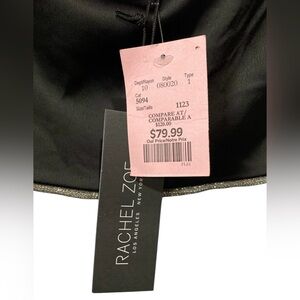 Dept/Rayon Style Type
10 080020 1
Cat
5094 1123
Size/Taille
COMPARE AT/
COMPARABLE A
$120.00
$79.99
Our Price/Notre Prix
RACHEL ZOE
LOS ANGELES NEW YORK